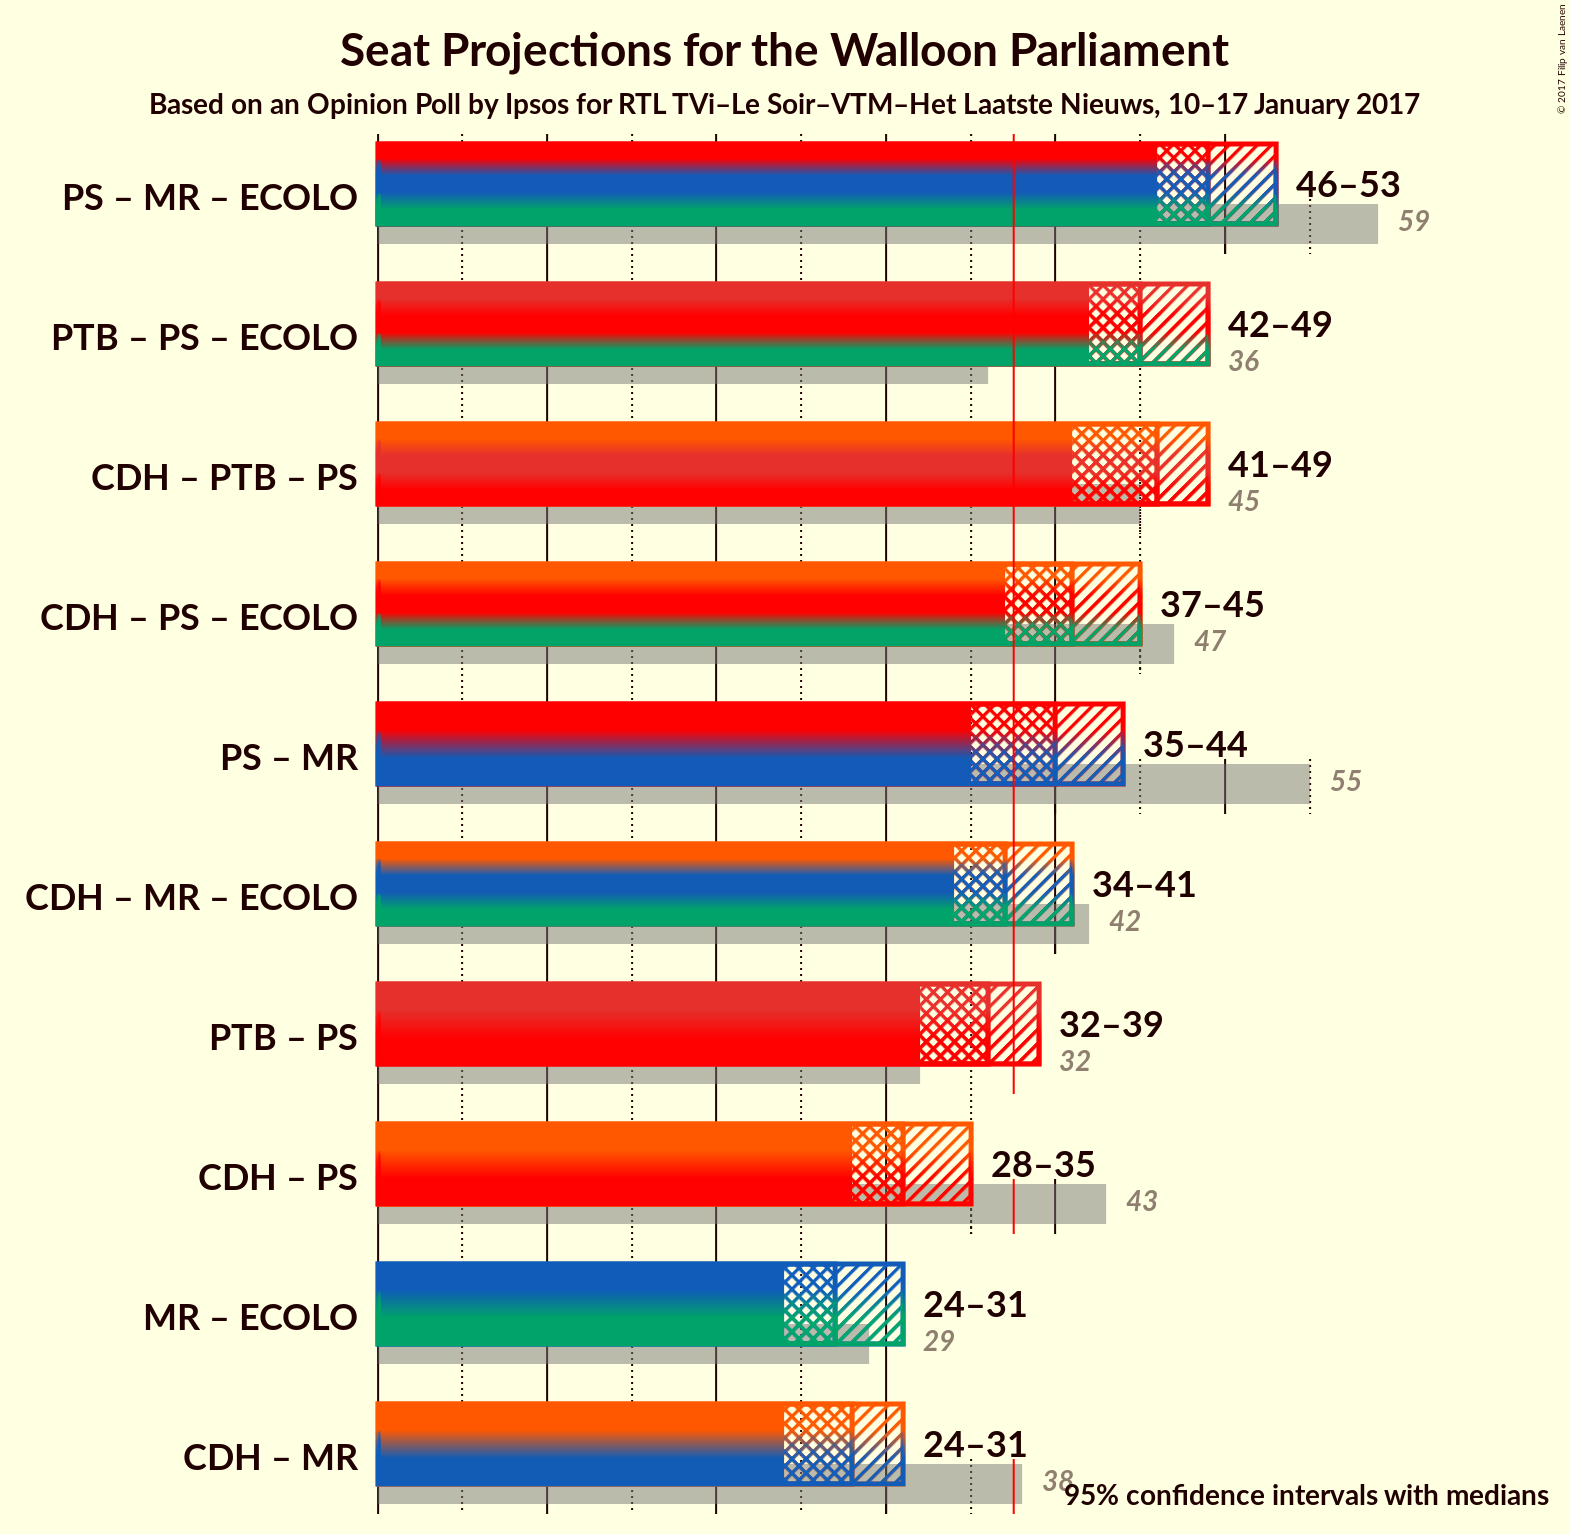 Seat Projections for the Walloon Parliament
Based on an Opinion Poll by Ipsos for RTL TVi–Le Soir–VTM–Het Laatste Nieuws, 10–17 January 2017
© 2017 Filip van Laenen
PS – MR – ECOLO
46–53
59
PTB – PS – ECOLO
42–49
36
CDH – PTB – PS
41–49
45
CDH – PS – ECOLO
37–45
47
PS – MR
35–44
55
CDH – MR – ECOLO
34–41
42
PTB – PS
32–39
32
CDH – PS
28–35
43
MR – ECOLO
24–31
29
CDH – MR
24–31
38
95% confidence intervals with medians